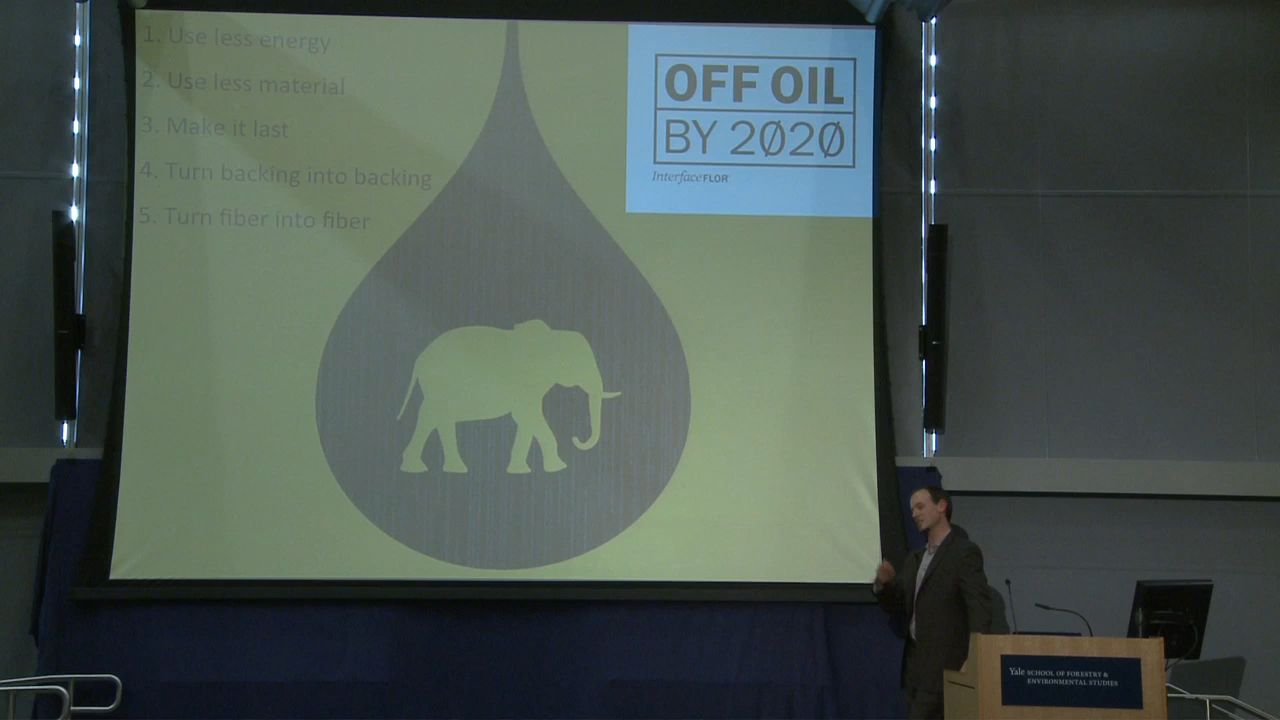 1. Use less energy
2. Use less material
3. Make it last
4. Turn backing into backing
5. Turn fiber into fiber
OFF OIL
BY 2Ø2Ø
InterfaceFLOR
Yale SCHOOL OF FORESTRY &
ENVIRONMENTAL STUDIES